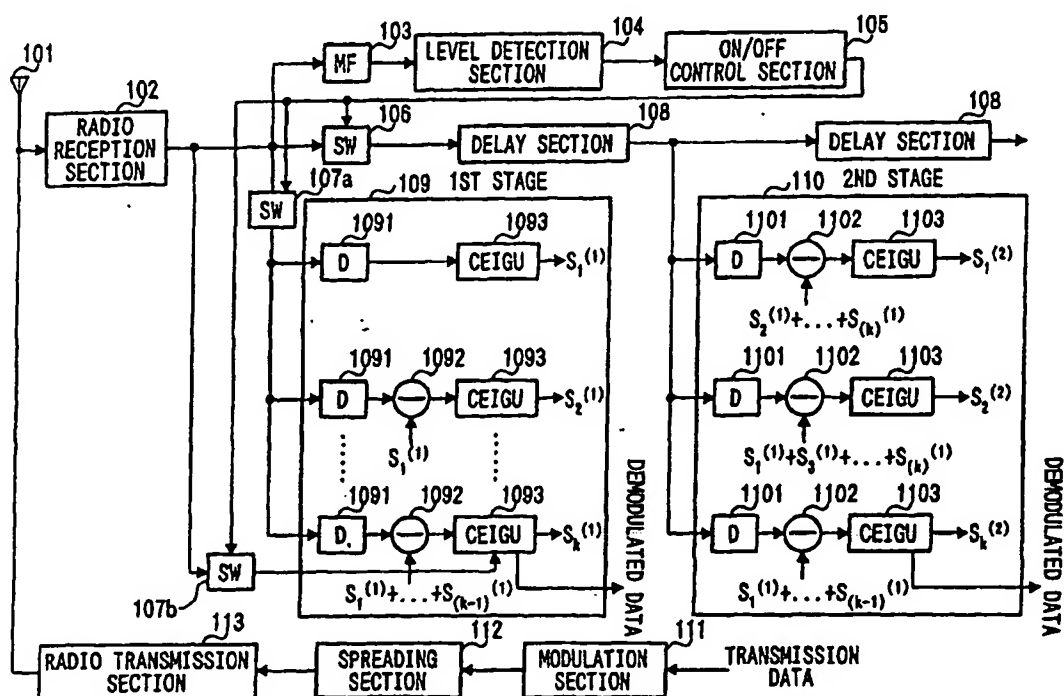 101
102
RADIO
RECEPTION
SECTION
103
MF
104
LEVEL DETECTION
SECTION
105
ON/OFF
CONTROL SECTION
106
SW
108
DELAY SECTION
108
DELAY SECTION
107a
SW
109 1ST STAGE
1091
D
1093
CEIGU
S₁⁽¹⁾
1091
D
1092
1093
CEIGU
S₂⁽¹⁾
S₁⁽¹⁾
1091
D
1092
1093
CEIGU
Sₖ⁽¹⁾
S₁⁽¹⁾+...+S₍ₖ₋₁₎⁽¹⁾
DEMODULATED DATA
110 2ND STAGE
1101
D
1102
1103
CEIGU
S₁⁽²⁾
S₂⁽¹⁾+...+S₍ₖ₎⁽¹⁾
1101
D
1102
1103
CEIGU
S₂⁽²⁾
S₁⁽¹⁾+S₃⁽¹⁾+...+S₍ₖ₎⁽¹⁾
1101
D
1102
1103
CEIGU
Sₖ⁽²⁾
S₁⁽¹⁾+...+S₍ₖ₋₁₎⁽¹⁾
DEMODULATED DATA
SW
107b
113
RADIO TRANSMISSION
SECTION
112
SPREADING
SECTION
111
MODULATION
SECTION
TRANSMISSION
DATA